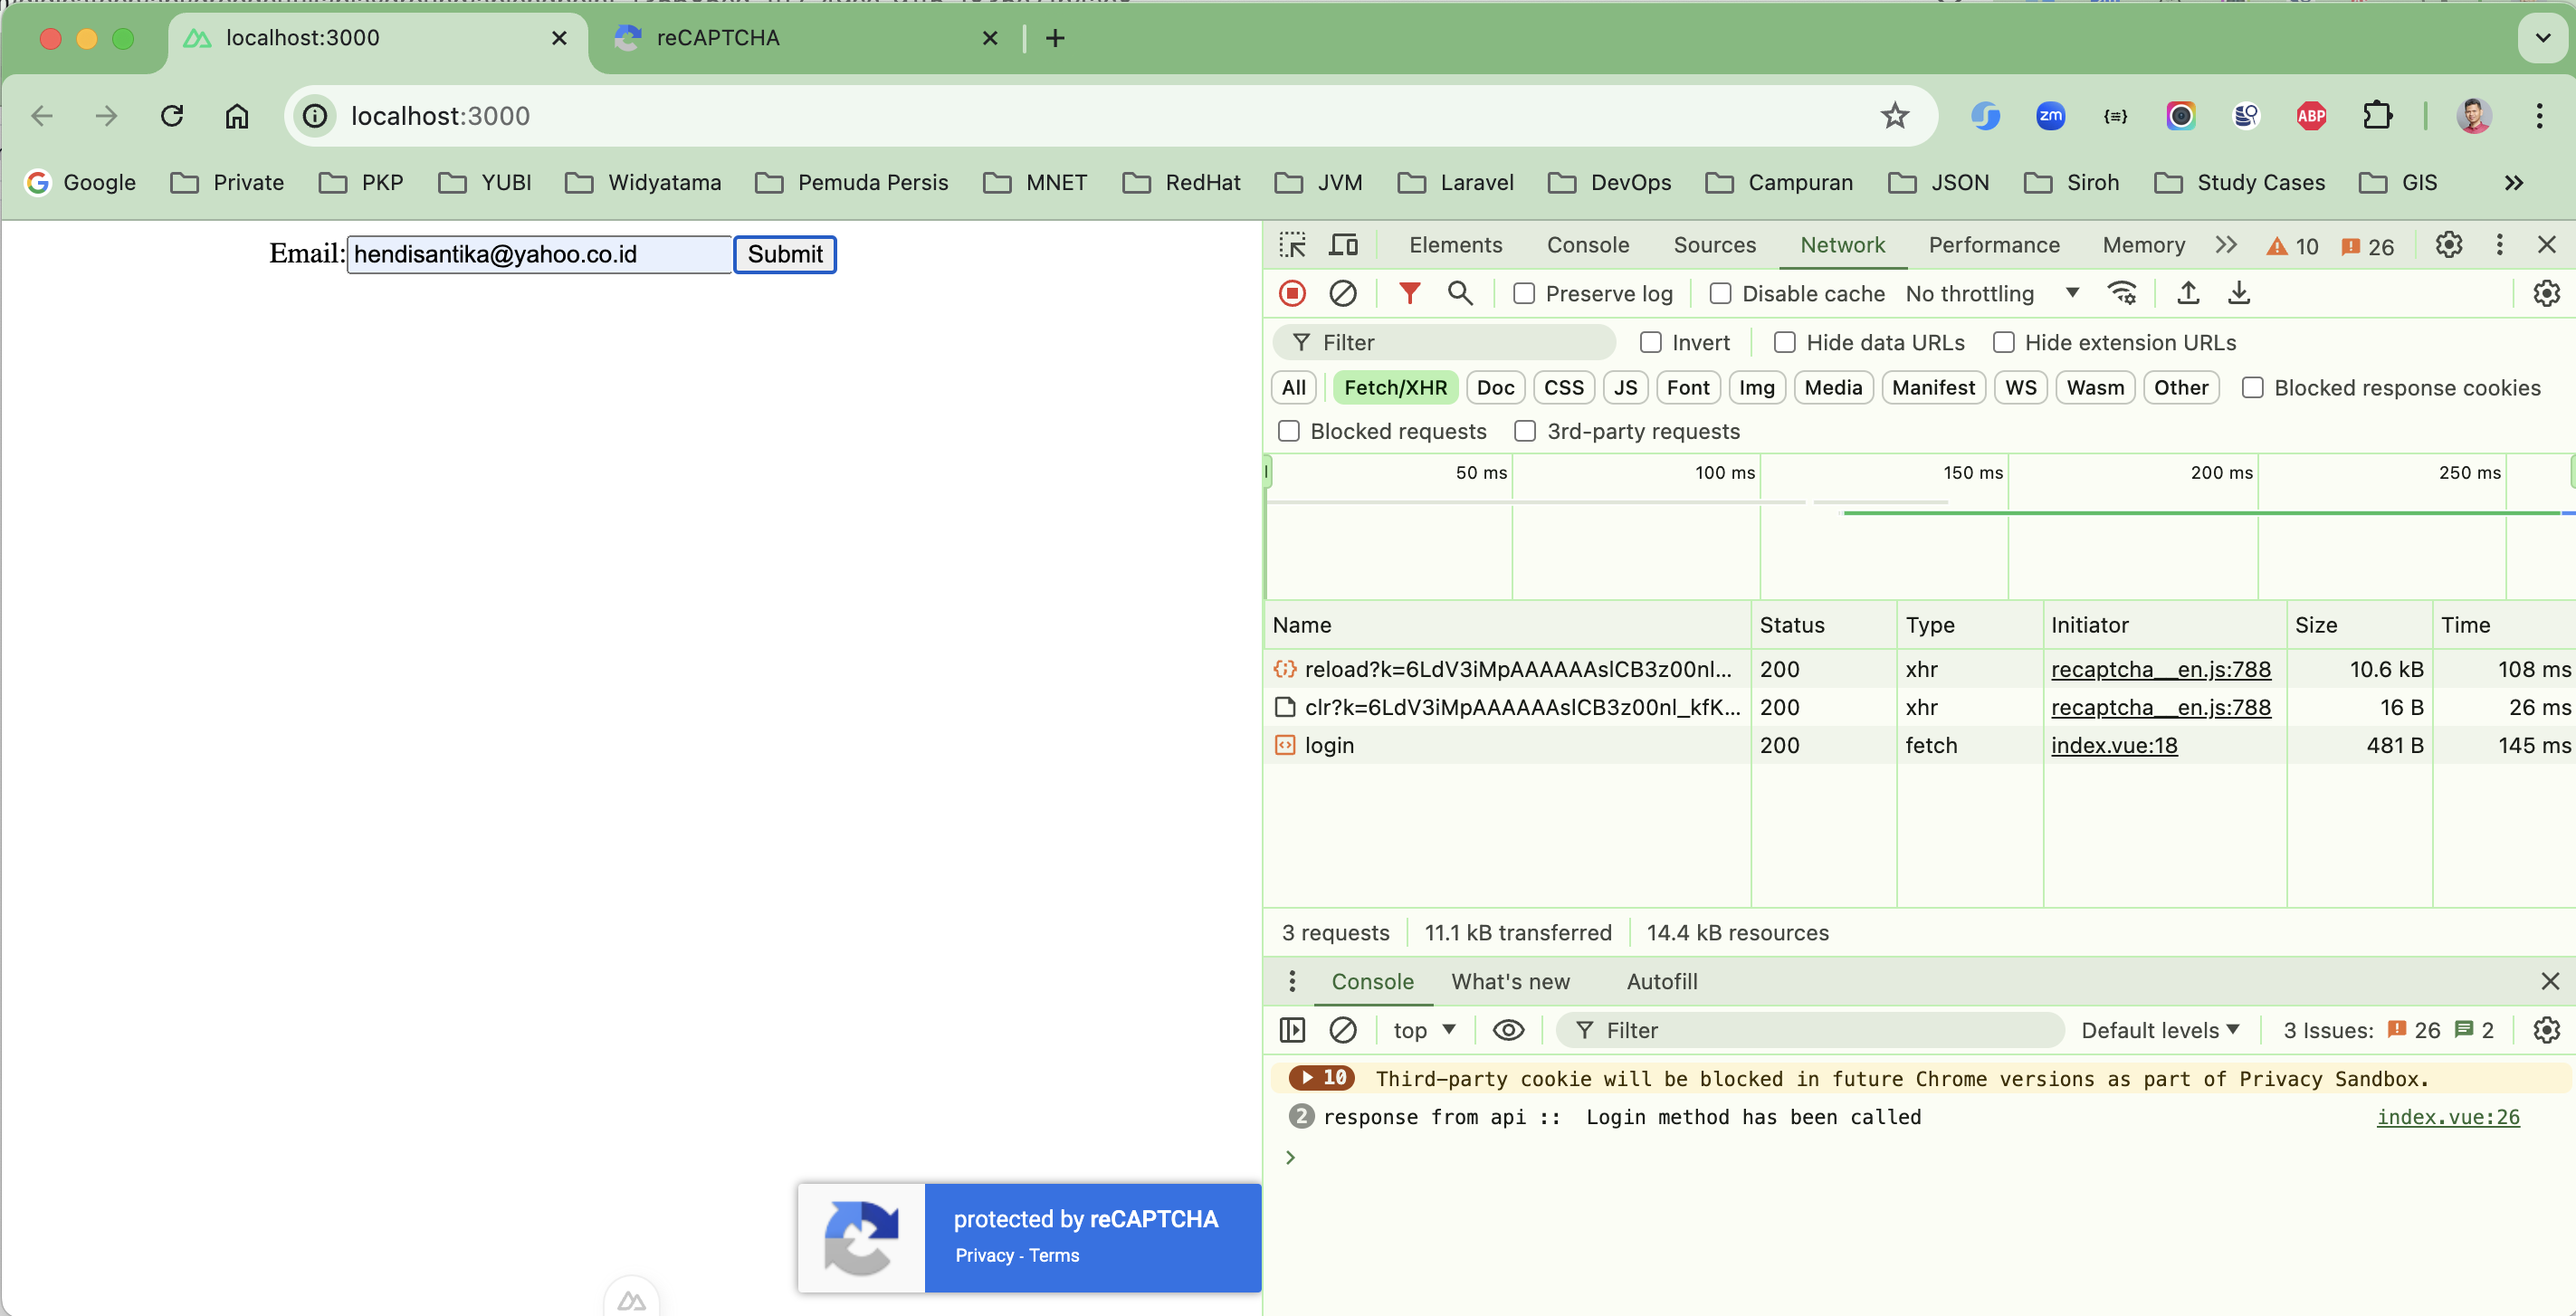 localhost:3000
reCAPTCHA
localhost:3000
zm
ABP
Google Private PKP YUBI Widyatama Pemuda Persis MNET RedHat JVM Laravel DevOps Campuran JSON Siroh Study Cases GIS
Email: hendisantika@yahoo.co.id Submit
Elements Console Sources Network Performance Memory 10 26
Preserve log Disable cache No throttling
Filter Invert Hide data URLs Hide extension URLs
All Fetch/XHR Doc CSS JS Font Img Media Manifest WS Wasm Other Blocked response cookies
Blocked requests 3rd-party requests
50 ms 100 ms 150 ms 200 ms 250 ms
Name Status Type Initiator Size Time
reload?k=6LdV3iMpAAAAAAslCB3z00nl... 200 xhr recaptcha__en.js:788 10.6 kB 108 ms
clr?k=6LdV3iMpAAAAAAslCB3z00nl_kfK... 200 xhr recaptcha__en.js:788 16 B 26 ms
login 200 fetch index.vue:18 481 B 145 ms
3 requests 11.1 kB transferred 14.4 kB resources
Console What's new Autofill
top Filter Default levels 3 Issues: 26 2
10 Third-party cookie will be blocked in future Chrome versions as part of Privacy Sandbox.
2 response from api :: Login method has been called index.vue:26
protected by reCAPTCHA
Privacy - Terms